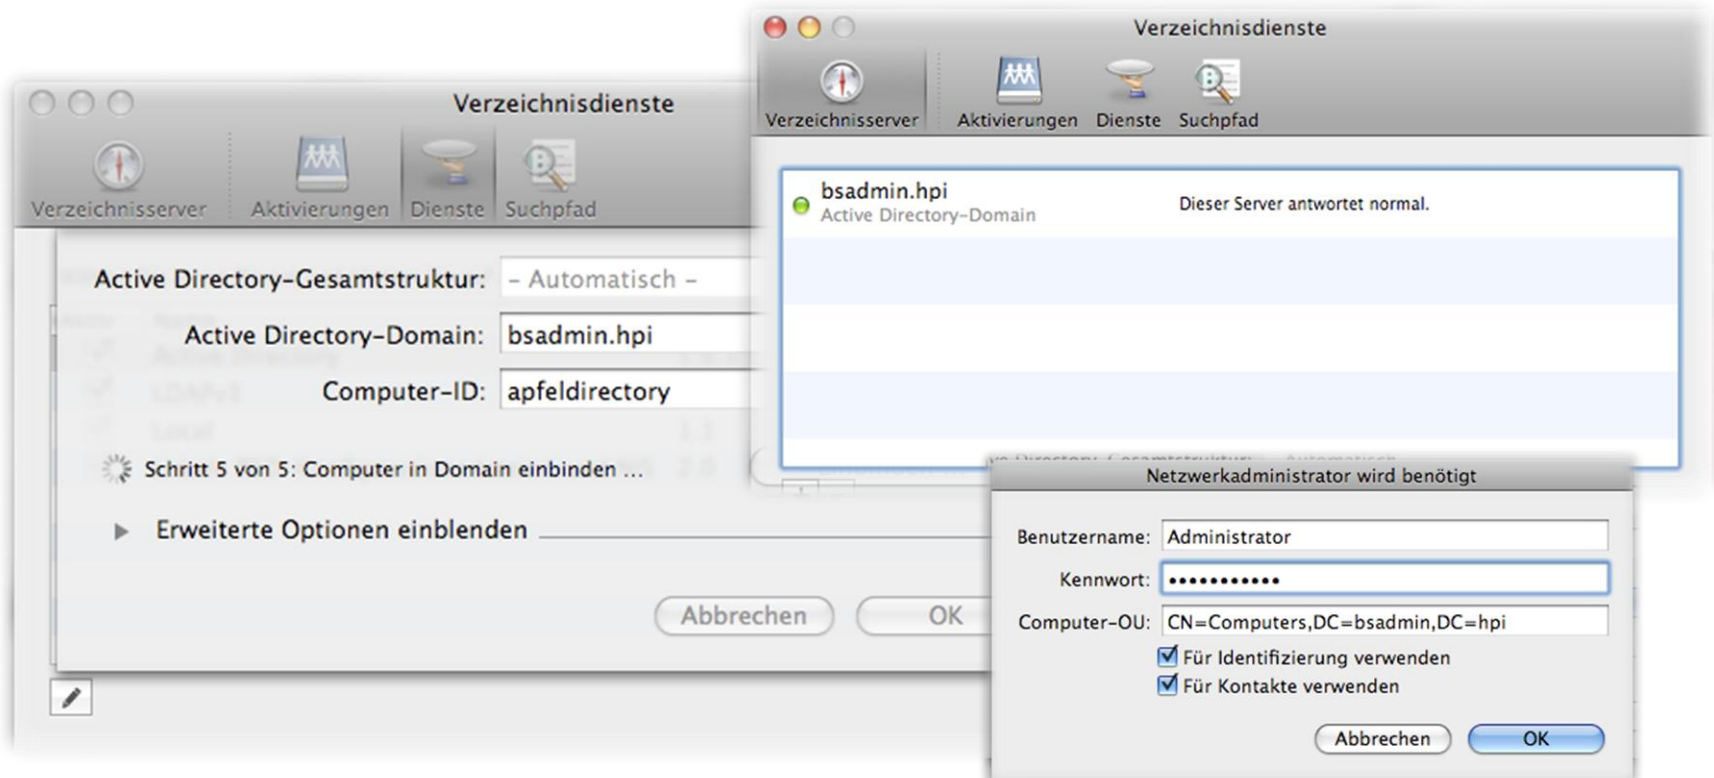 Verzeichnisdienste
Verzeichnisserver
Aktivierungen
Dienste
Suchpfad
Active Directory-Gesamtstruktur: - Automatisch -
Active Directory-Domain: bsadmin.hpi
Computer-ID: apfeldirectory
Schritt 5 von 5: Computer in Domain einbinden ...
Erweiterte Optionen einblenden
Abbrechen
OK
Verzeichnisdienste
Verzeichnisserver
Aktivierungen
Dienste
Suchpfad
bsadmin.hpi
Active Directory-Domain
Dieser Server antwortet normal.
Netzwerkadministrator wird benötigt
Benutzername: Administrator
Kennwort: •••••••••••
Computer-OU: CN=Computers,DC=bsadmin,DC=hpi
Für Identifizierung verwenden
Für Kontakte verwenden
Abbrechen
OK